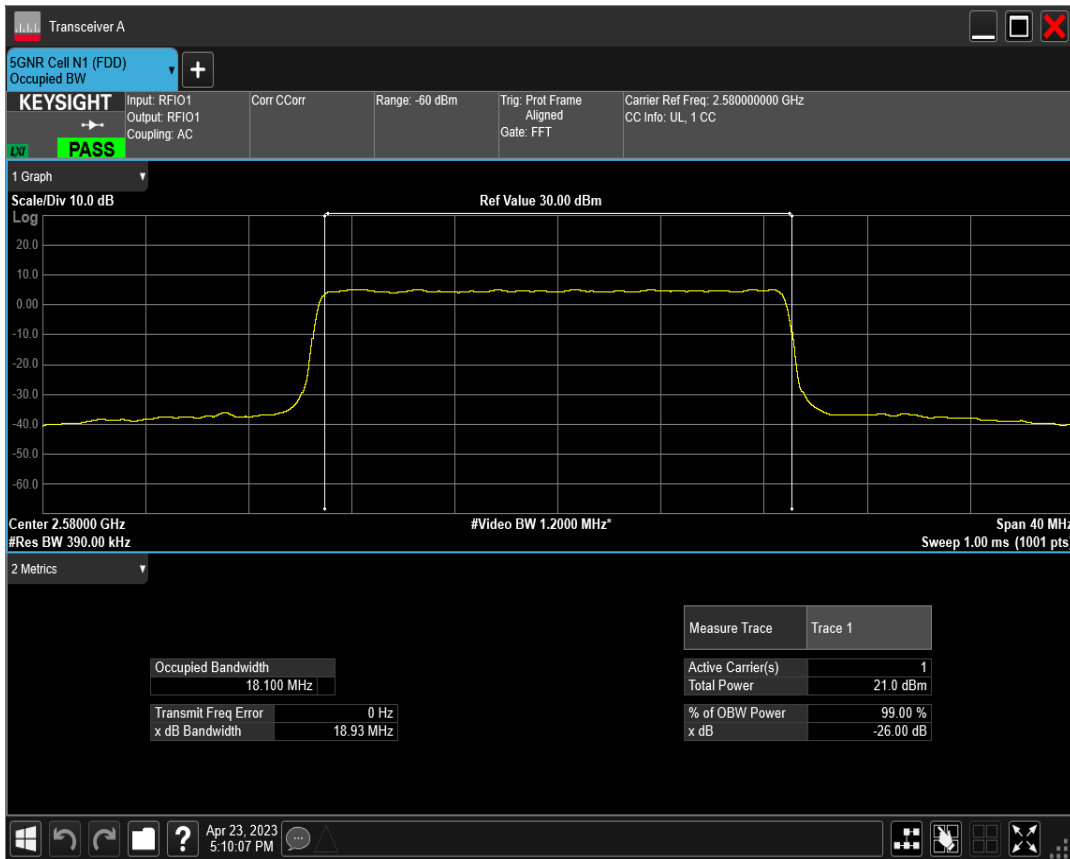 Transceiver A
5GNR Cell N1 (FDD)
Occupied BW
+
KEYSIGHT
LXI
PASS
Input: RFIO1
Output: RFIO1
Coupling: AC
Corr CCorr
Range: -60 dBm
Trig: Prot Frame
Aligned
Gate: FFT
Carrier Ref Freq: 2.580000000 GHz
CC Info: UL, 1 CC
1 Graph
Scale/Div 10.0 dB
Ref Value 30.00 dBm
Log
20.0
10.0
0.00
-10.0
-20.0
-30.0
-40.0
-50.0
-60.0
Center 2.58000 GHz
#Video BW 1.2000 MHz*
Span 40 MHz
#Res BW 390.00 kHz
Sweep 1.00 ms (1001 pts)
2 Metrics
Measure Trace Trace 1
Occupied Bandwidth
18.100 MHz
Active Carrier(s) 1
Total Power 21.0 dBm
Transmit Freq Error 0 Hz
x dB Bandwidth 18.93 MHz
% of OBW Power 99.00 %
x dB -26.00 dB
?
Apr 23, 2023
5:10:07 PM